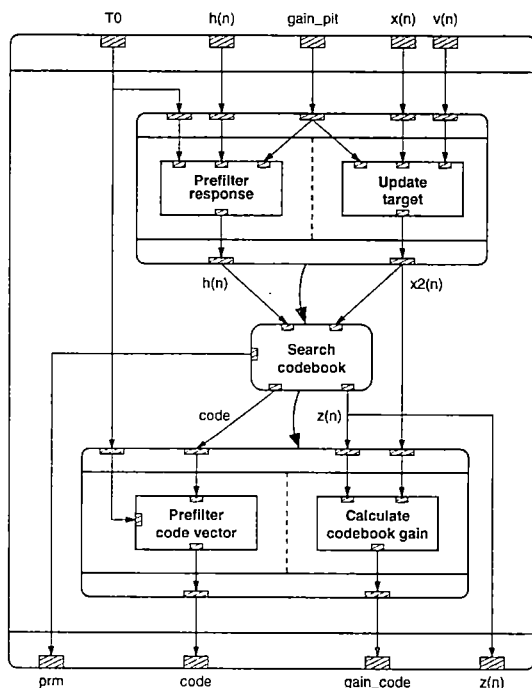 T0 h(n) gain_pit x(n) v(n)
Prefilter
response
Update
target
h(n) x2(n)
Search
codebook
code z(n)
Prefilter
code vector
Calculate
codebook gain
prm code gain_code z(n)